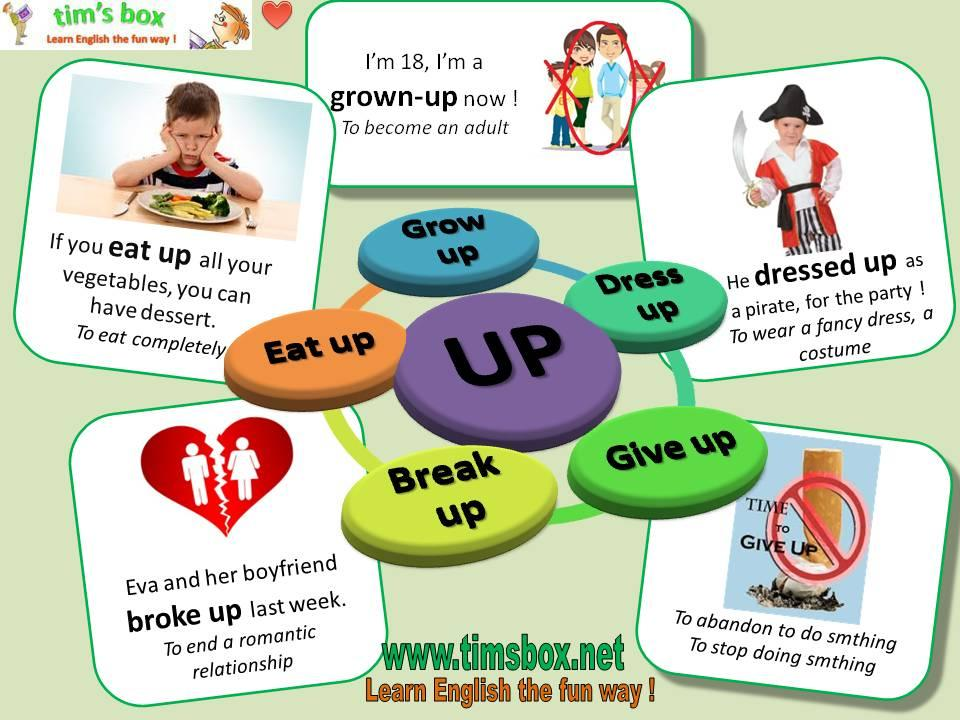 tim's box
Learn English the fun way !
I'm 18, I'm a
grown-up now !
To become an adult
If you eat up all your
vegetables, you can
have dessert.
To eat completely
He dressed up as
a pirate, for the party !
To wear a fancy dress, a
costume
Grow
up
Dress
up
Eat up
UP
Give up
Break
up
Eva and her boyfriend
broke up last week.
To end a romantic
relationship
TIME
TO
GIVE UP
To abandon to do smthing
To stop doing smthing
www.timsbox.net
Learn English the fun way !